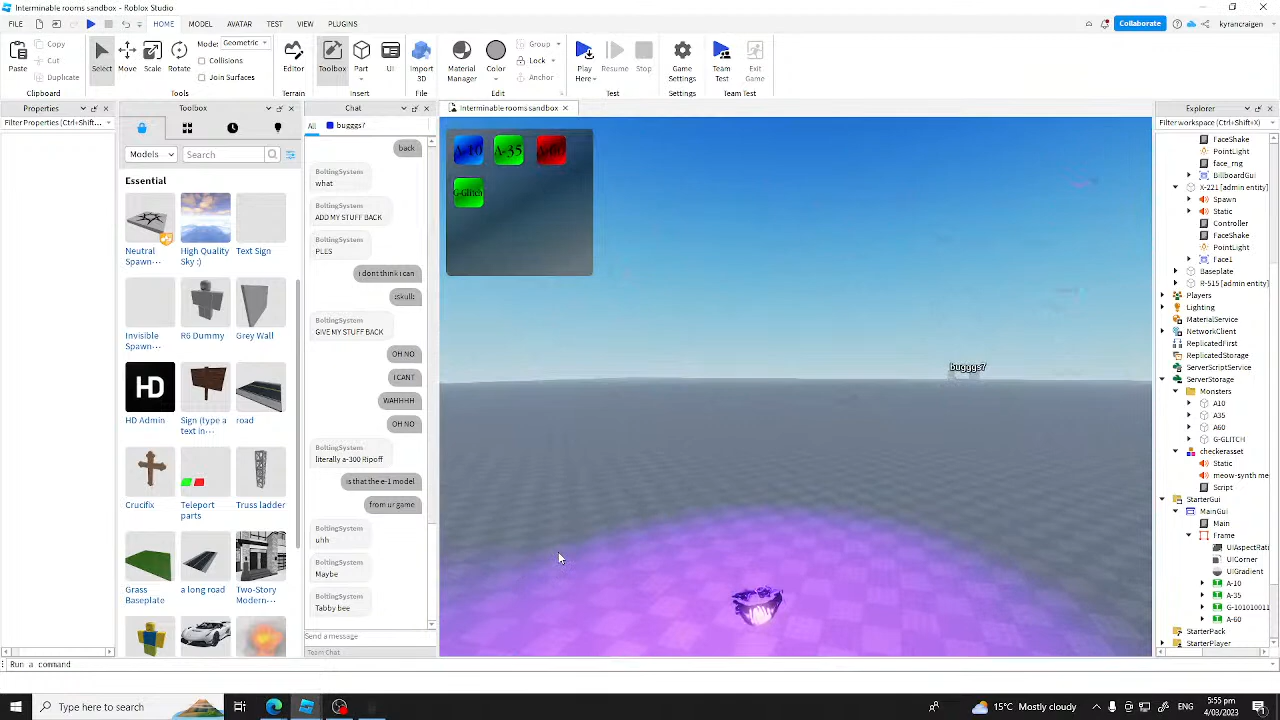 Interminable rooms sandbox - Roblox Studio
FILE HOME MODEL AVATAR TEST VIEW PLUGINS
Collaborate kyrancraigen
Copy
Cut
Duplicate
Paste
Clipboard
Select Move Scale Rotate
Mode: Geometric
Collisions
Join Surfaces
Tools
Editor
Terrain
Toolbox Part UI
Insert
Import 3D
File
Material Manager
Color
Group
Lock
Anchor
Edit
Play Here
Resume
Stop
Test
Game Settings
Settings
Team Test
Exit Game
Team Test
Properties
Filter Properties (Ctrl+Shift...
Toolbox
Models
Search
Essential
Neutral Spawn...
High Quality Sky :)
Text Sign
Invisible Spawn...
R6 Dummy
Grey Wall
HD
HD Admin
Sign (type a text in...
road
Crucifix
Teleport parts
Truss ladder
Grass Baseplate
a long road
Two-Story Modern...
Chat
All bugggs7
back
BoltingSystem
what
BoltingSystem
ADD MY STUFF BACK
BoltingSystem
PLES
i dont think i can
:skull:
BoltingSystem
GIVE MY STUFF BACK
OH NO
I CANT
WAHHHH
OH NO
BoltingSystem
literally a-300 Ripoff
is that the e-1 model
from ur game
BoltingSystem
uhh
BoltingSystem
Maybe
BoltingSystem
Tabby bee
Send a message
Team Chat
Interminable rooms sandbox
A-10 A-35 A-60
G-Glitch
bugggs7
Explorer
Filter workspace (Ctrl+Shift+X)
FaceShake
PointLight
face_rng
BillboardGui
X-221 [admin entity]
Spawn
Static
Controller
FaceShake
PointLight
Face1
Baseplate
R-515 [admin entity]
Players
Lighting
MaterialService
NetworkClient
ReplicatedFirst
ReplicatedStorage
ServerScriptService
ServerStorage
Monsters
A10
A35
A60
G-GLITCH
checkerasset
Static
meow-synth me
Script
StarterGui
MainGui
Main
Frame
UIAspectRati
UICorner
UIGradient
A-10
A-35
G-101010011
A-60
StarterPack
StarterPlayer
Run a command
Type here to search
15°C Mostly cloudy
ENG
5:55 pm
4/03/2023